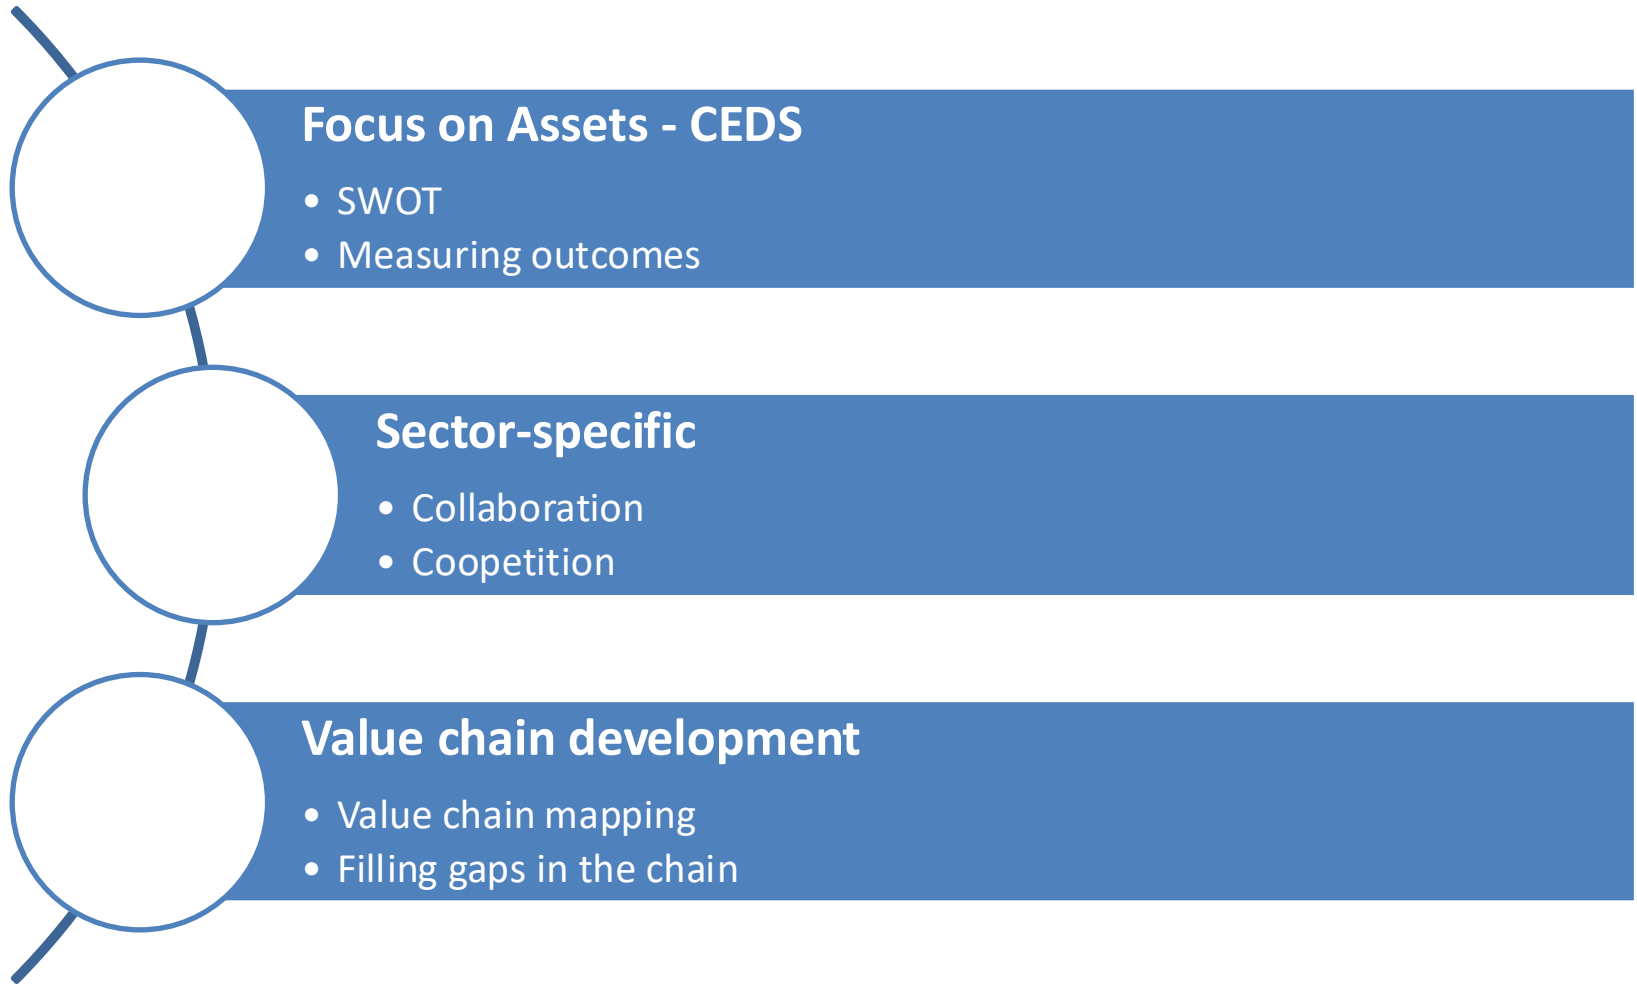 Focus on Assets - CEDS
• SWOT
• Measuring outcomes
Sector-specific
• Collaboration
• Coopetition
Value chain development
• Value chain mapping
• Filling gaps in the chain